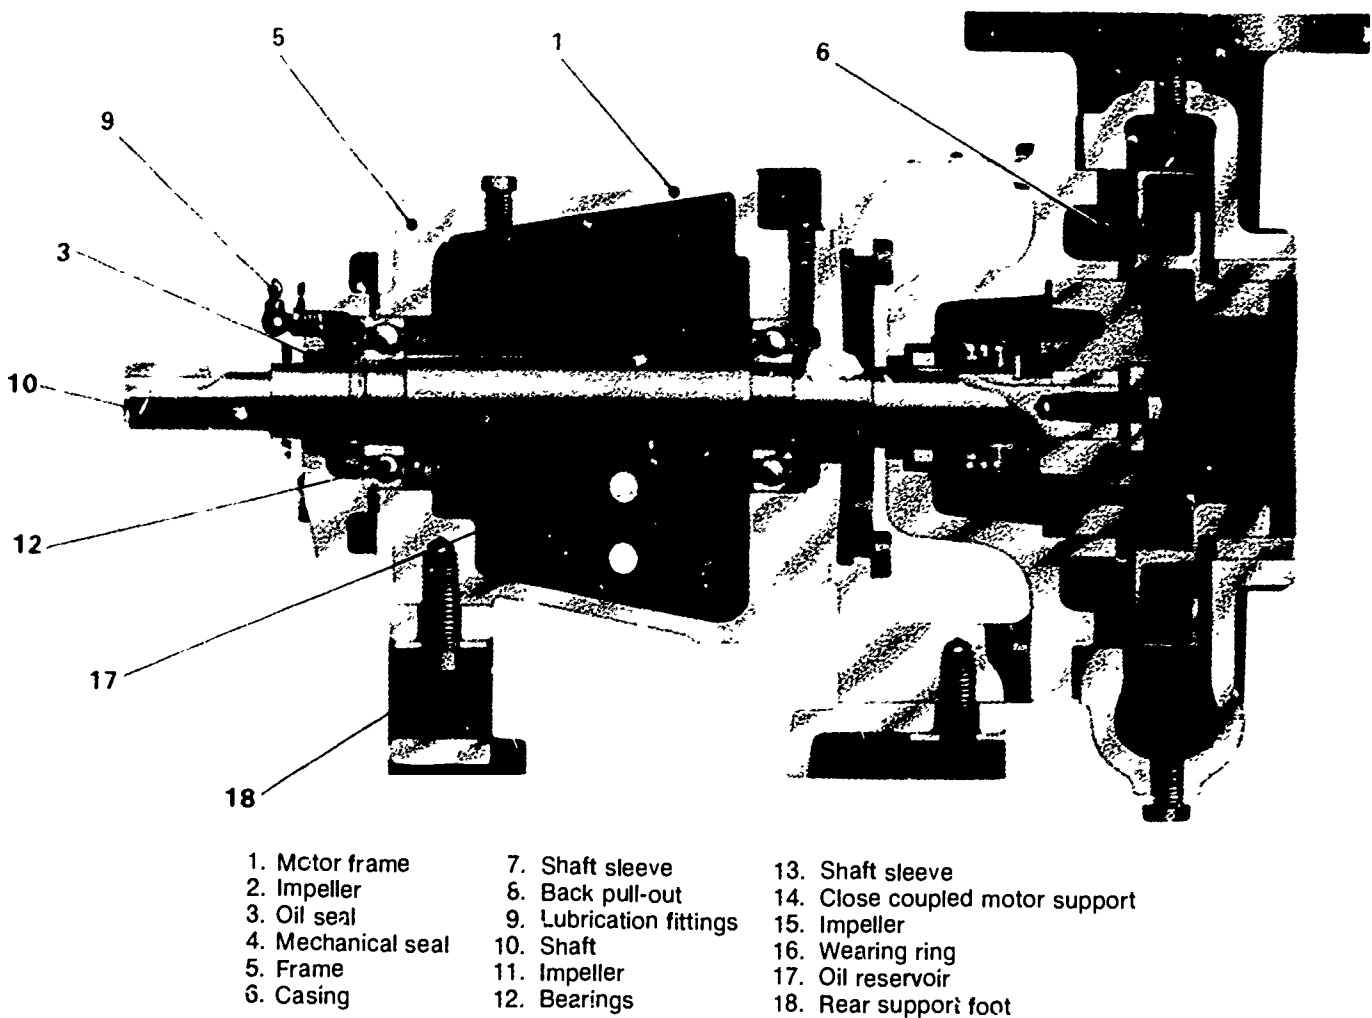 5
1
6
9
3
10
12
17
18
1. Motor frame
2. Impeller
3. Oil seal
4. Mechanical seal
5. Frame
6. Casing
7. Shaft sleeve
8. Back pull-out
9. Lubrication fittings
10. Shaft
11. Impeller
12. Bearings
13. Shaft sleeve
14. Close coupled motor support
15. Impeller
16. Wearing ring
17. Oil reservoir
18. Rear support foot